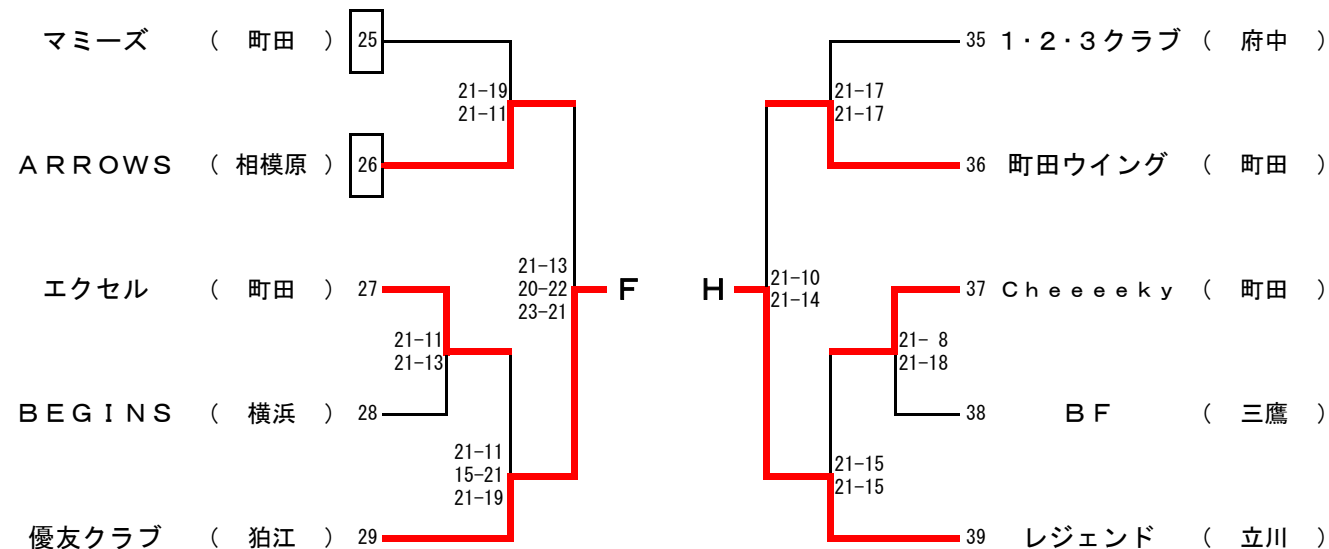 マミーズ ( 町田 ) 25
35 1・2・3クラブ ( 府中 )
21-19
21-11
21-17
21-17
ARROWS ( 相模原 ) 26
36 町田ウイング ( 町田 )
21-13
20-22
23-21
F
H
21-10
21-14
エクセル ( 町田 ) 27
37 Cheeeeky ( 町田 )
21-11
21-13
21- 8
21-18
BEGINS ( 横浜 ) 28
38 BF ( 三鷹 )
21-11
15-21
21-19
21-15
21-15
優友クラブ ( 狛江 ) 29
39 レジェンド ( 立川 )